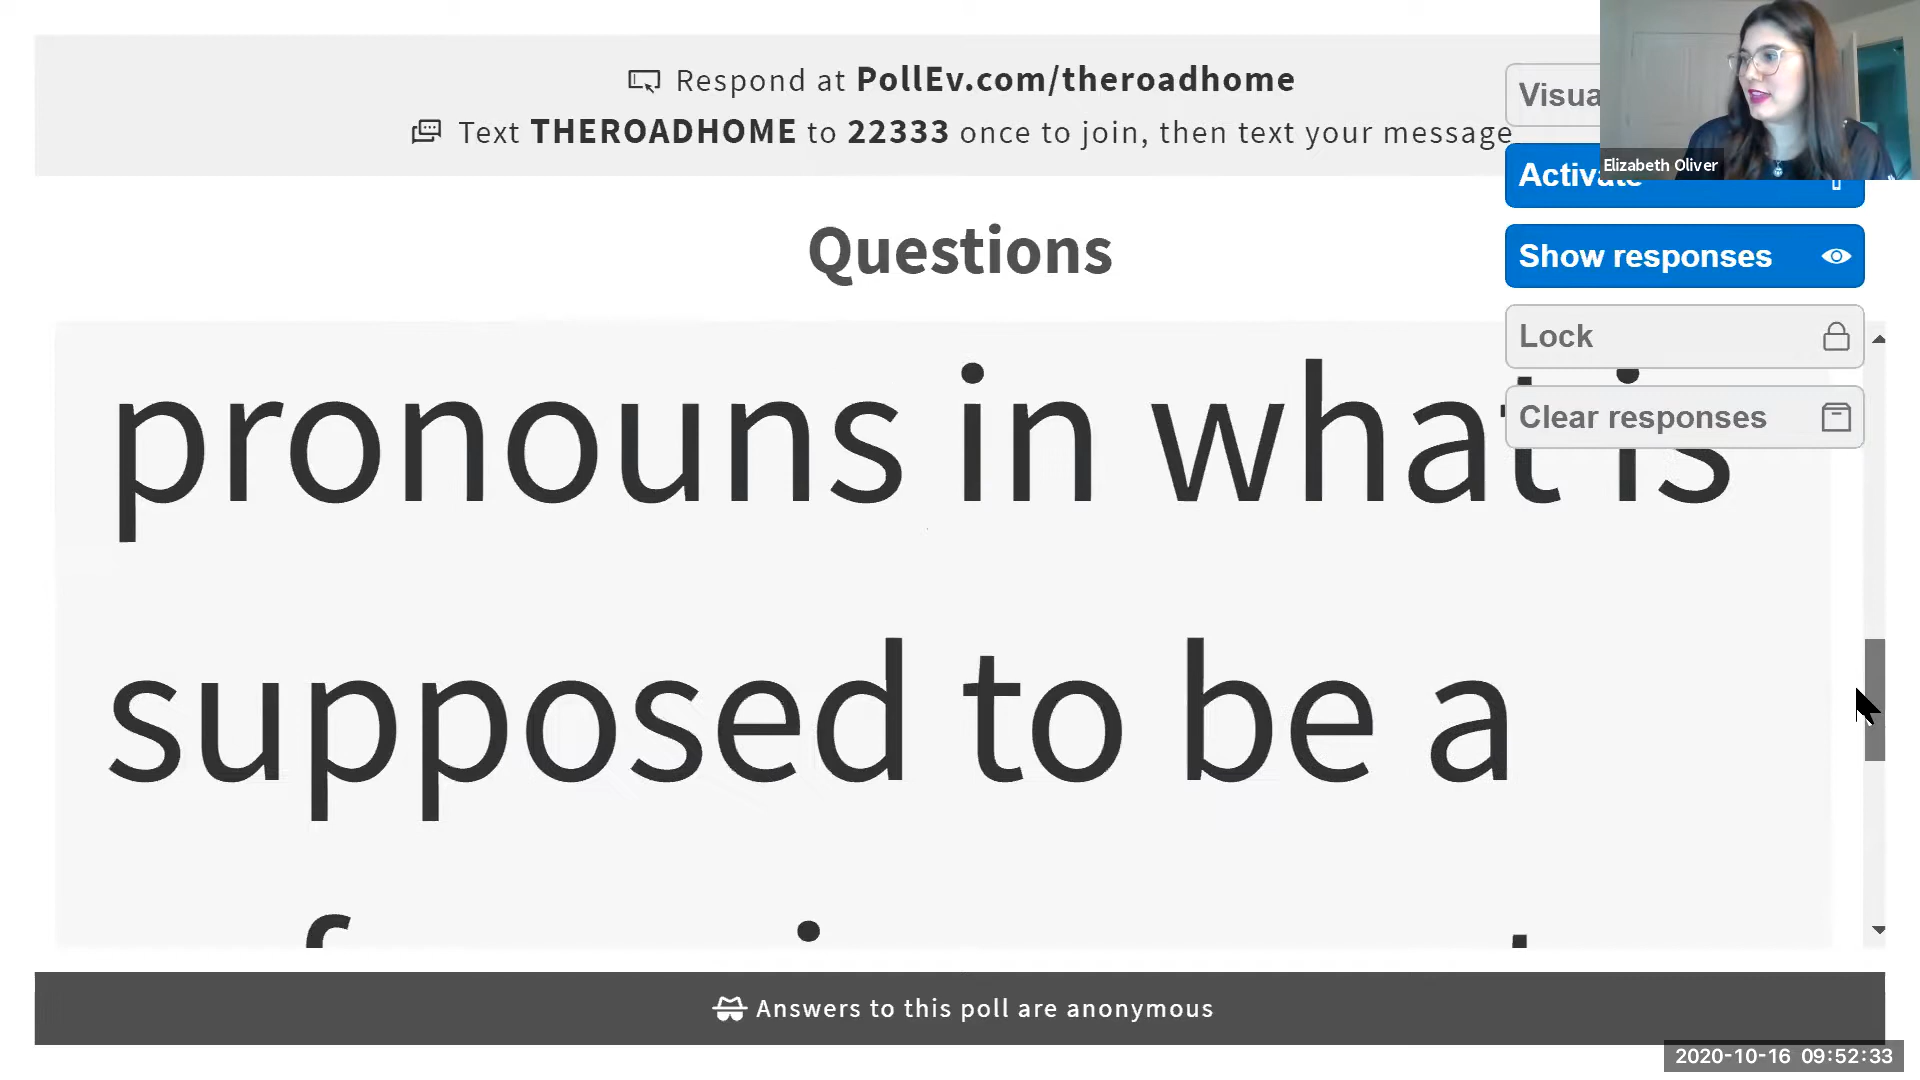 Respond at PollEv.com/theroadhome
Text THEROADHOME to 22333 once to join, then text your message
Visua
Elizabeth Oliver
Activate
Questions
Show responses
Lock
pronouns in what is
Clear responses
supposed to be a
Answers to this poll are anonymous
2020-10-16 09:52:33